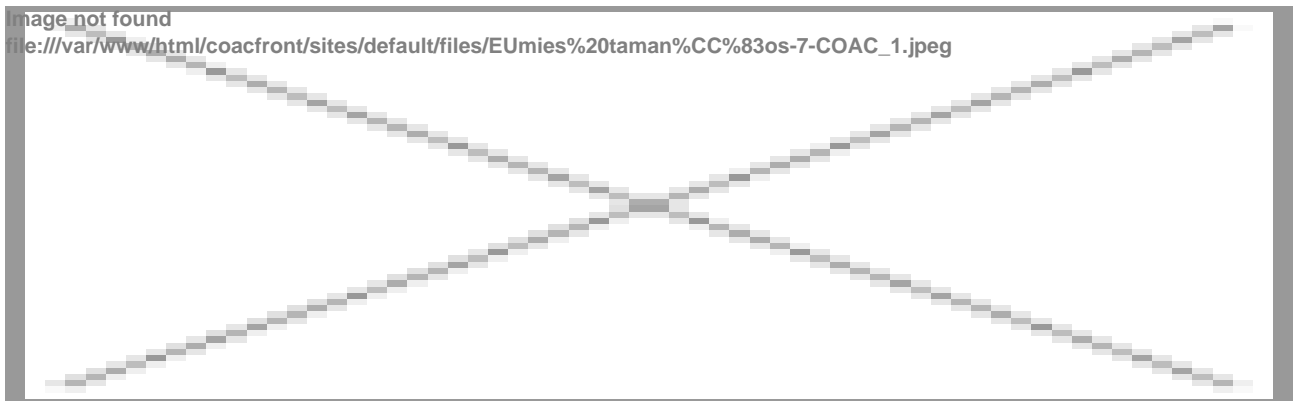 Image not found
file:///var/www/html/coacfront/sites/default/files/EUmies%20taman%CC%83os-7-COAC_1.jpeg